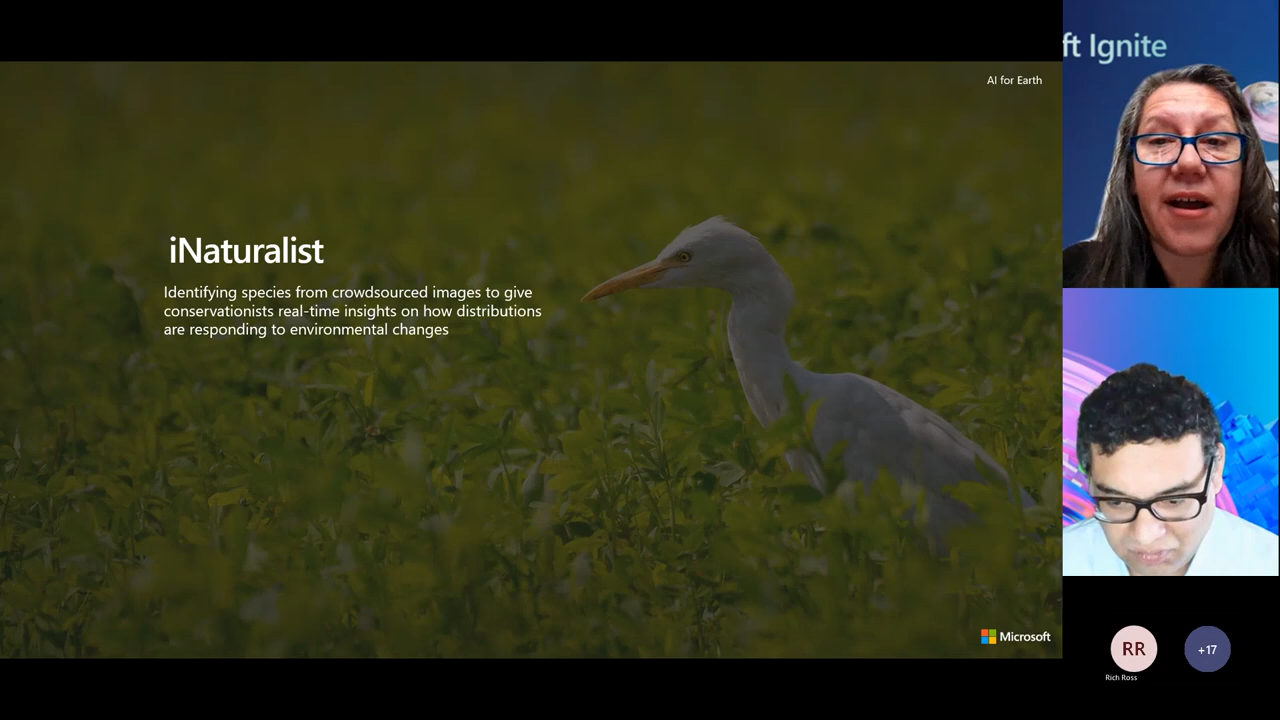 AI for Earth
ft Ignite
iNaturalist
Identifying species from crowdsourced images to give
conservationists real-time insights on how distributions
are responding to environmental changes
Microsoft
RR
+17
Rich Ross